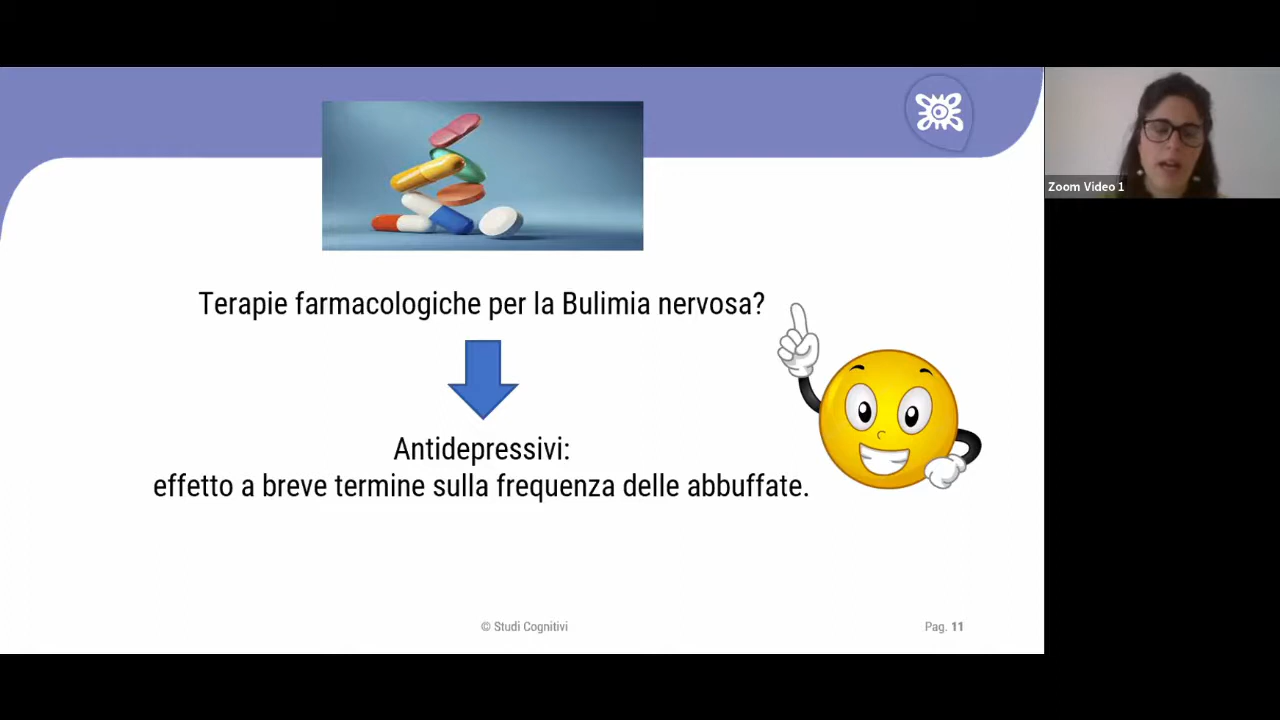 Zoom Video 1
Terapie farmacologiche per la Bulimia nervosa?
Antidepressivi:
effetto a breve termine sulla frequenza delle abbuffate.
© Studi Cognitivi
Pag. 11